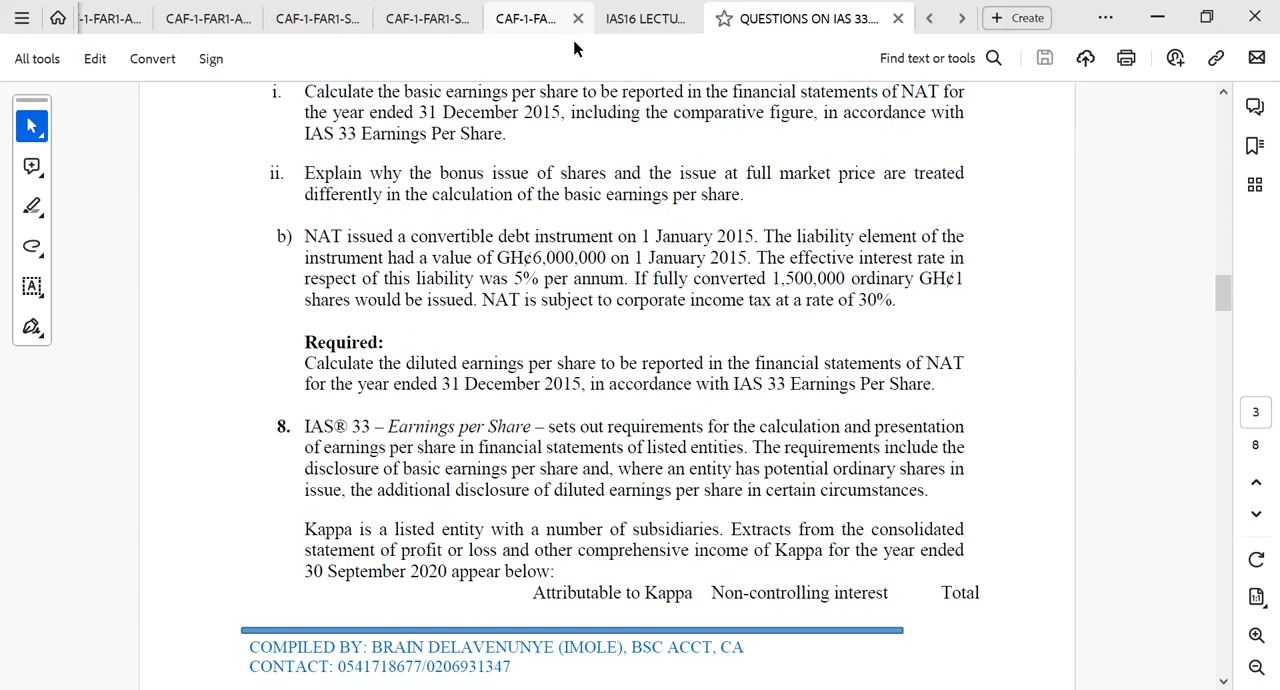 -1-FAR1-A...
CAF-1-FAR1-A...
CAF-1-FAR1-S...
CAF-1-FAR1-S...
CAF-1-FA...
IAS16 LECTU...
QUESTIONS ON IAS 33....
Create
All tools
Edit
Convert
Sign
Find text or tools
i. Calculate the basic earnings per share to be reported in the financial statements of NAT for
the year ended 31 December 2015, including the comparative figure, in accordance with
IAS 33 Earnings Per Share.
ii. Explain why the bonus issue of shares and the issue at full market price are treated
differently in the calculation of the basic earnings per share.
b) NAT issued a convertible debt instrument on 1 January 2015. The liability element of the
instrument had a value of GH¢6,000,000 on 1 January 2015. The effective interest rate in
respect of this liability was 5% per annum. If fully converted 1,500,000 ordinary GH¢1
shares would be issued. NAT is subject to corporate income tax at a rate of 30%.
Required:
Calculate the diluted earnings per share to be reported in the financial statements of NAT
for the year ended 31 December 2015, in accordance with IAS 33 Earnings Per Share.
8. IAS® 33 – Earnings per Share – sets out requirements for the calculation and presentation
of earnings per share in financial statements of listed entities. The requirements include the
disclosure of basic earnings per share and, where an entity has potential ordinary shares in
issue, the additional disclosure of diluted earnings per share in certain circumstances.
Kappa is a listed entity with a number of subsidiaries. Extracts from the consolidated
statement of profit or loss and other comprehensive income of Kappa for the year ended
30 September 2020 appear below:
Attributable to Kappa Non-controlling interest Total
COMPILED BY: BRAIN DELAVENUNYE (IMOLE), BSC ACCT, CA
CONTACT: 0541718677/0206931347
3
8